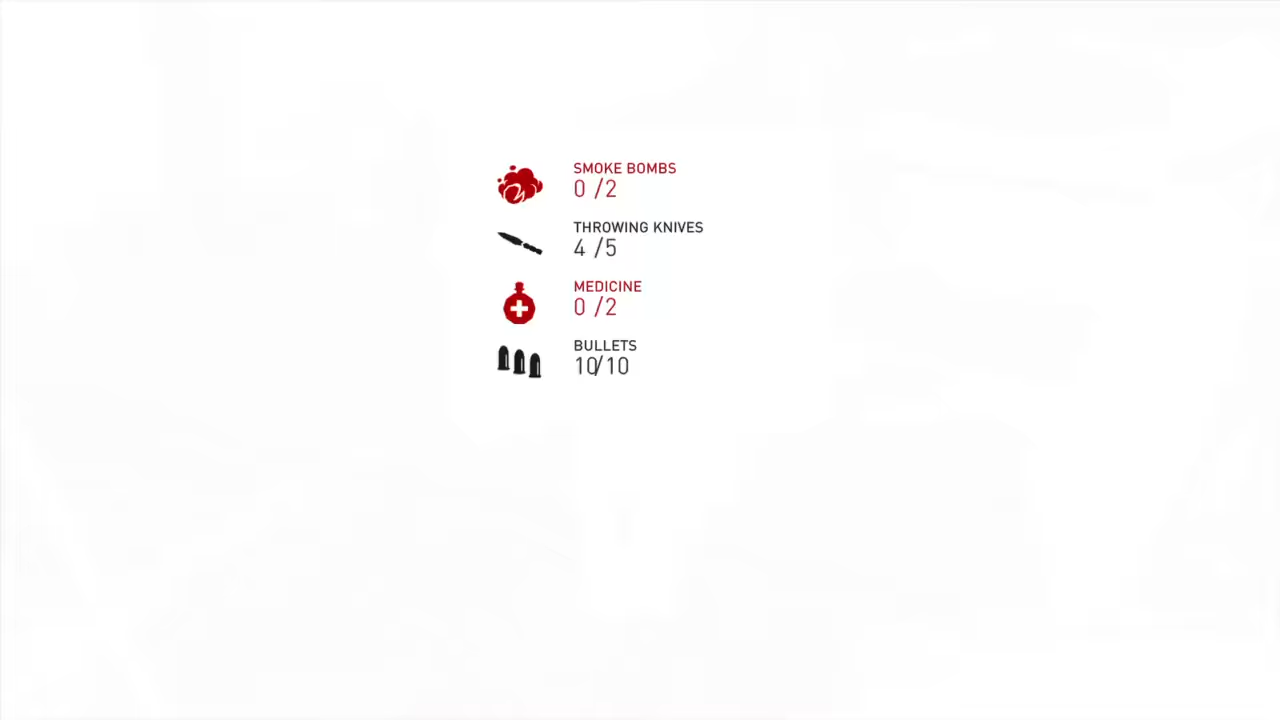 SMOKE BOMBS
0 /2
THROWING KNIVES
4 /5
MEDICINE
0 /2
BULLETS
10/10